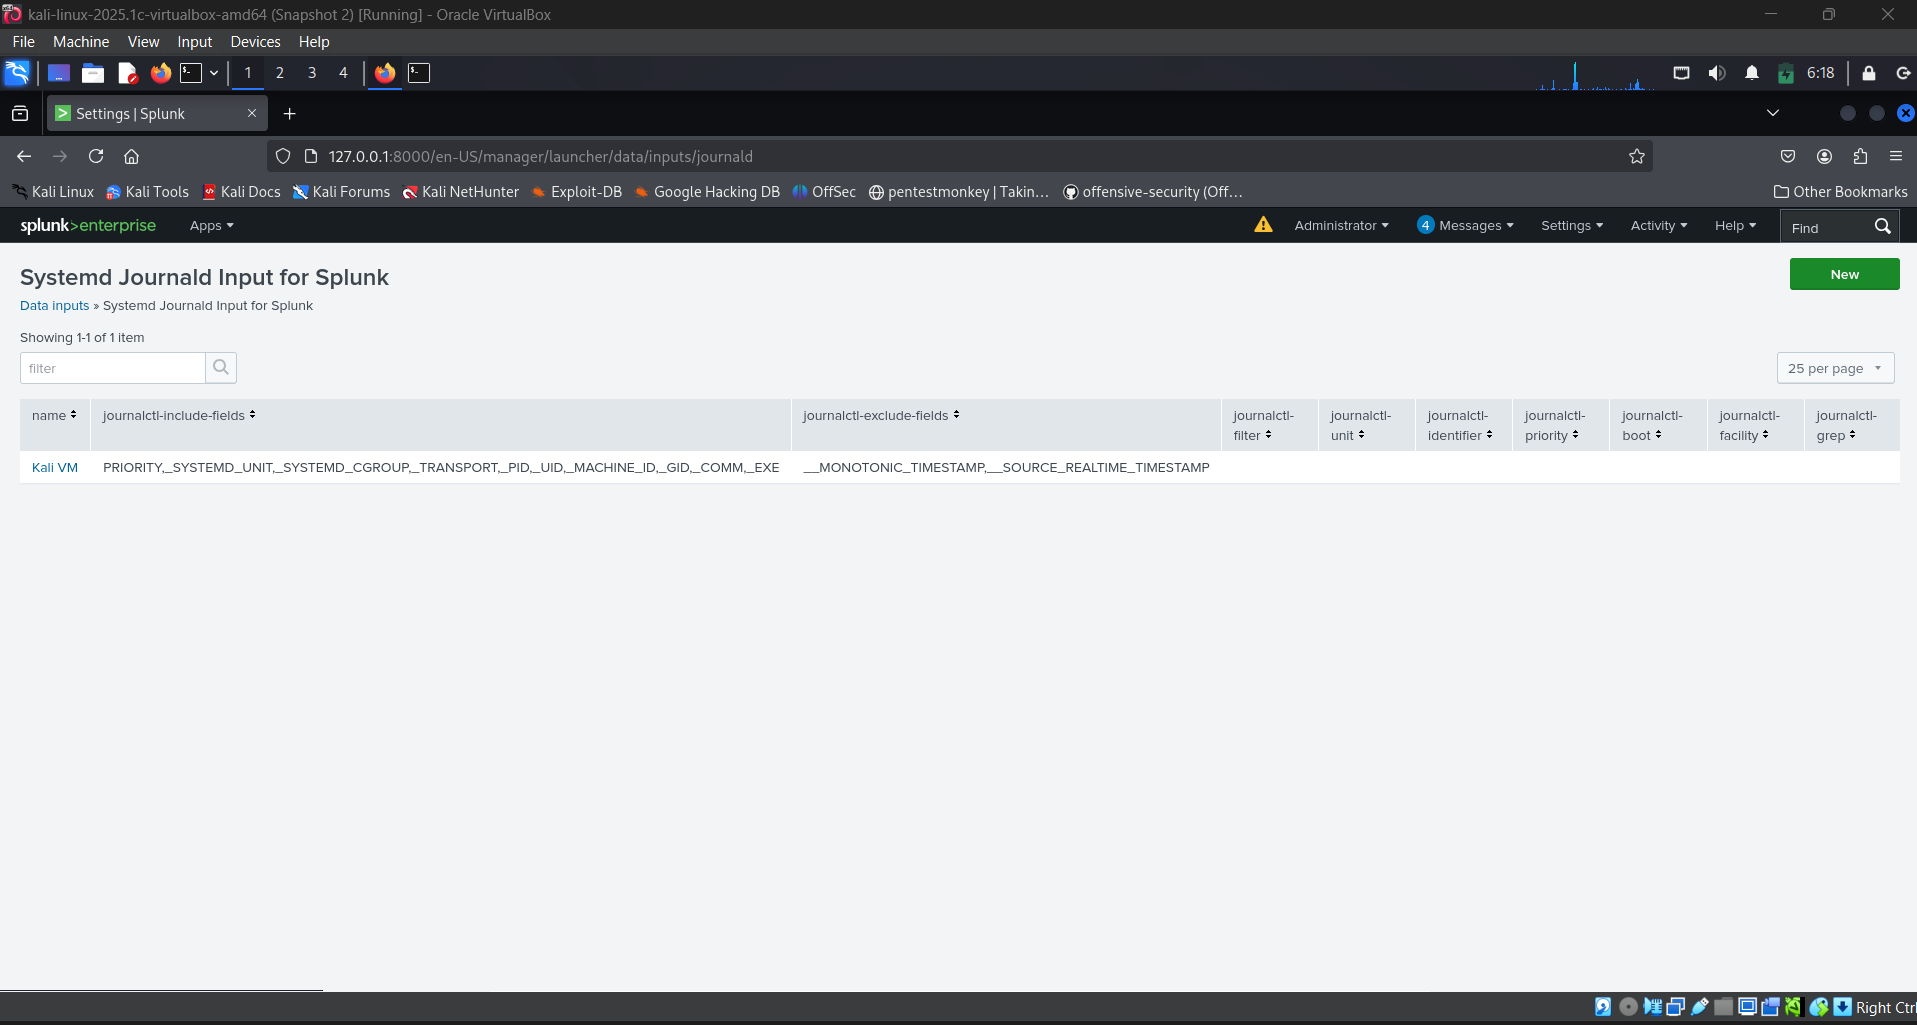 kali-linux-2025.1c-virtualbox-amd64 (Snapshot 2) [Running] - Oracle VirtualBox
File Machine View Input Devices Help
1 2 3 4 6:18
Settings | Splunk
127.0.0.1:8000/en-US/manager/launcher/data/inputs/journald
Kali Linux Kali Tools Kali Docs Kali Forums Kali NetHunter Exploit-DB Google Hacking DB OffSec pentestmonkey | Takin… offensive-security (Off… Other Bookmarks
splunk>enterprise Apps Administrator 4 Messages Settings Activity Help Find
Systemd Journald Input for Splunk
New
Data inputs » Systemd Journald Input for Splunk
Showing 1-1 of 1 item
filter
25 per page
name journalctl-include-fields journalctl-exclude-fields journalctl-filter journalctl-unit journalctl-identifier journalctl-priority journalctl-boot journalctl-facility journalctl-grep
Kali VM PRIORITY,_SYSTEMD_UNIT,_SYSTEMD_CGROUP,_TRANSPORT,_PID,_UID,_MACHINE_ID,_GID,_COMM,_EXE __MONOTONIC_TIMESTAMP,__SOURCE_REALTIME_TIMESTAMP
Right Ctrl